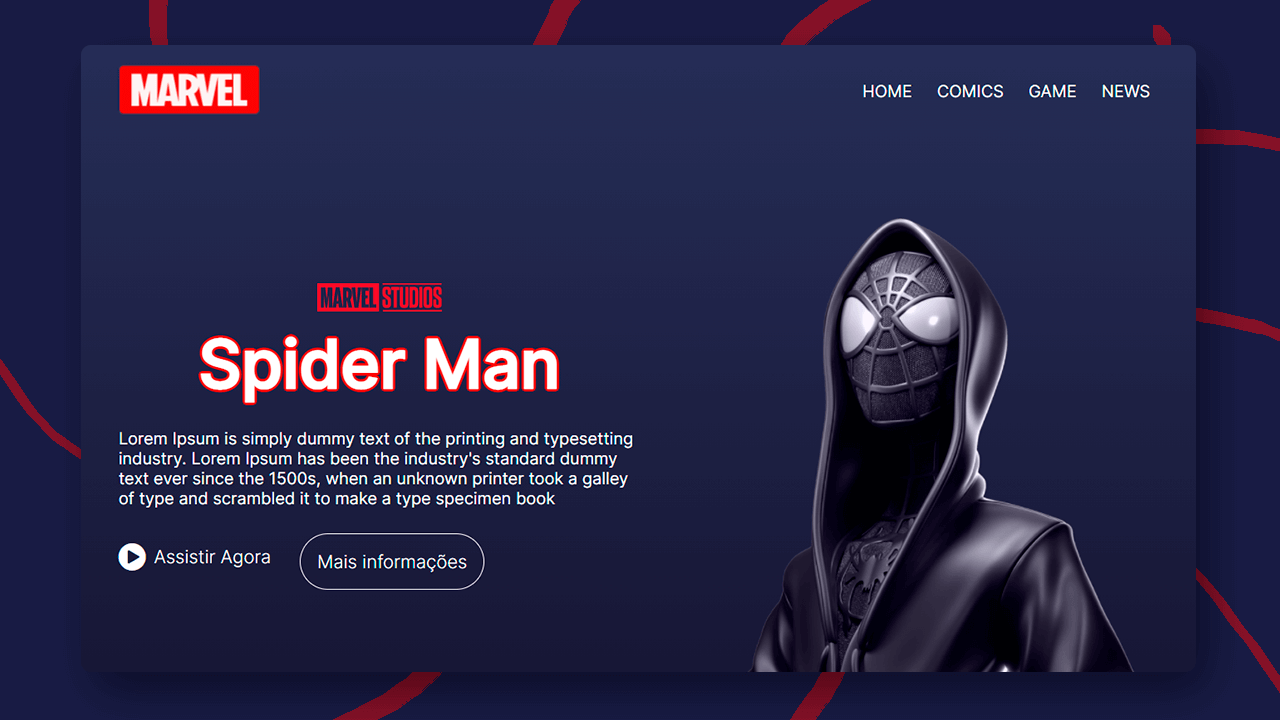 MARVEL
HOME COMICS GAME NEWS
MARVEL STUDIOS
Spider Man
Lorem Ipsum is simply dummy text of the printing and typesetting
industry. Lorem Ipsum has been the industry's standard dummy
text ever since the 1500s, when an unknown printer took a galley
of type and scrambled it to make a type specimen book
Assistir Agora
Mais informações